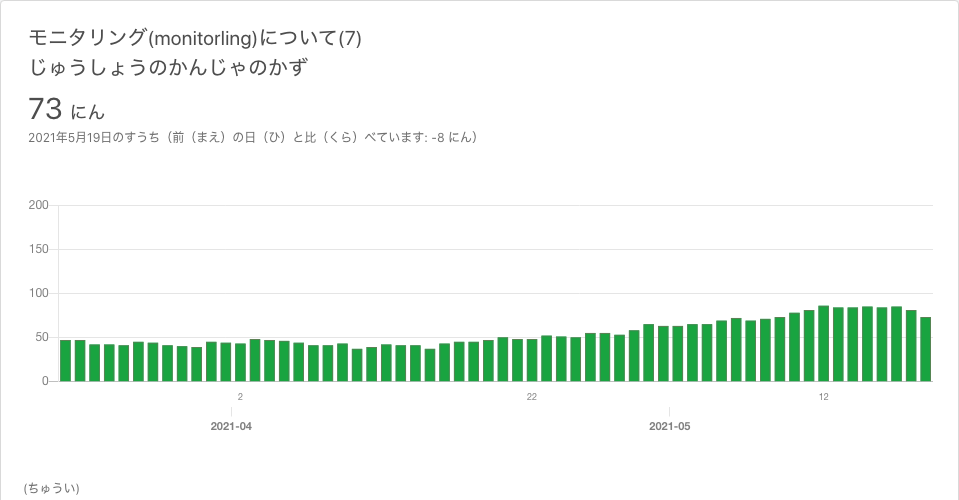 モニタリング(monitorling)について(7)
じゅうしょうのかんじゃのかず
73 にん
2021年5月19日のすうち（前（まえ）の日（ひ）と比（くら）べています: -8 にん）
200
150
100
50
0
2 22 12
2021-04 2021-05
(ちゅうい)